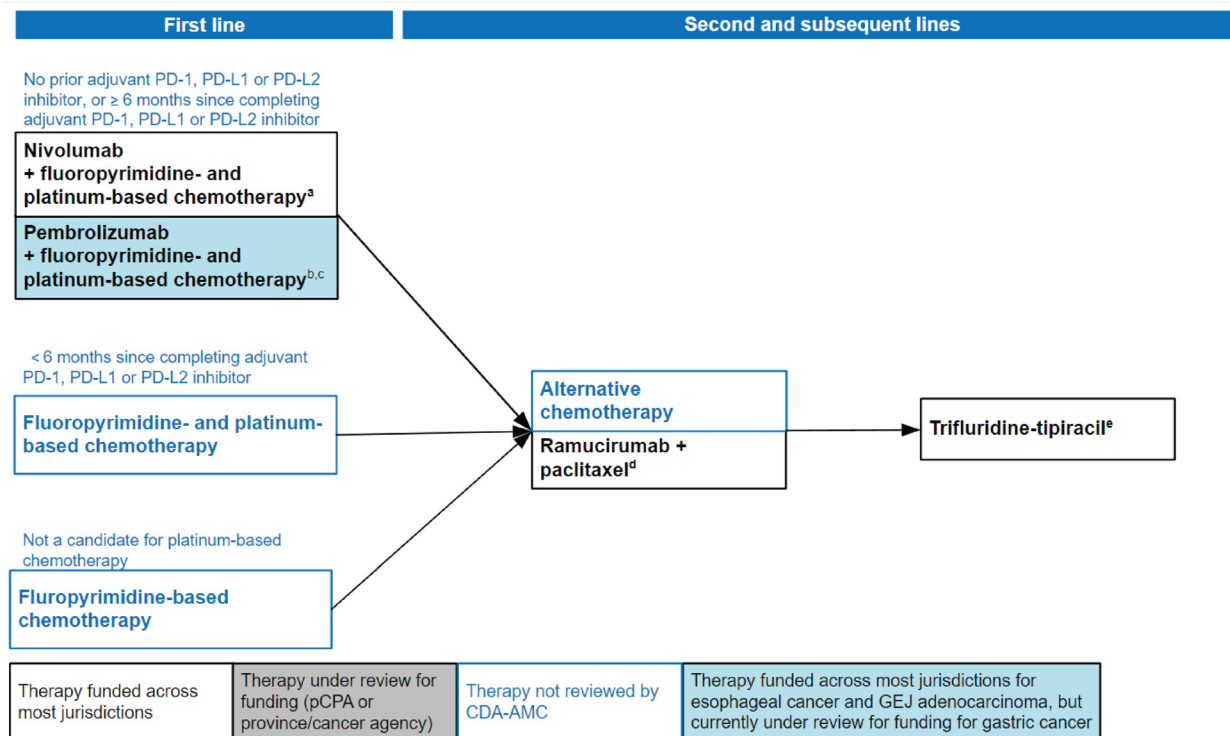 First line
Second and subsequent lines
No prior adjuvant PD-1, PD-L1 or PD-L2
inhibitor, or ≥ 6 months since completing
adjuvant PD-1, PD-L1 or PD-L2 inhibitor
Nivolumab
+ fluoropyrimidine- and
platinum-based chemotherapyᵃ
Pembrolizumab
+ fluoropyrimidine- and
platinum-based chemotherapyᵇ,ᶜ
< 6 months since completing adjuvant
PD-1, PD-L1 or PD-L2 inhibitor
Fluoropyrimidine- and platinum-
based chemotherapy
Alternative
chemotherapy
Ramucirumab +
paclitaxelᵈ
Trifluridine-tipiracilᵉ
Not a candidate for platinum-based
chemotherapy
Fluropyrimidine-based
chemotherapy
Therapy funded across
most jurisdictions
Therapy under review for
funding (pCPA or
province/cancer agency)
Therapy not reviewed by
CDA-AMC
Therapy funded across most jurisdictions for
esophageal cancer and GEJ adenocarcinoma, but
currently under review for funding for gastric cancer